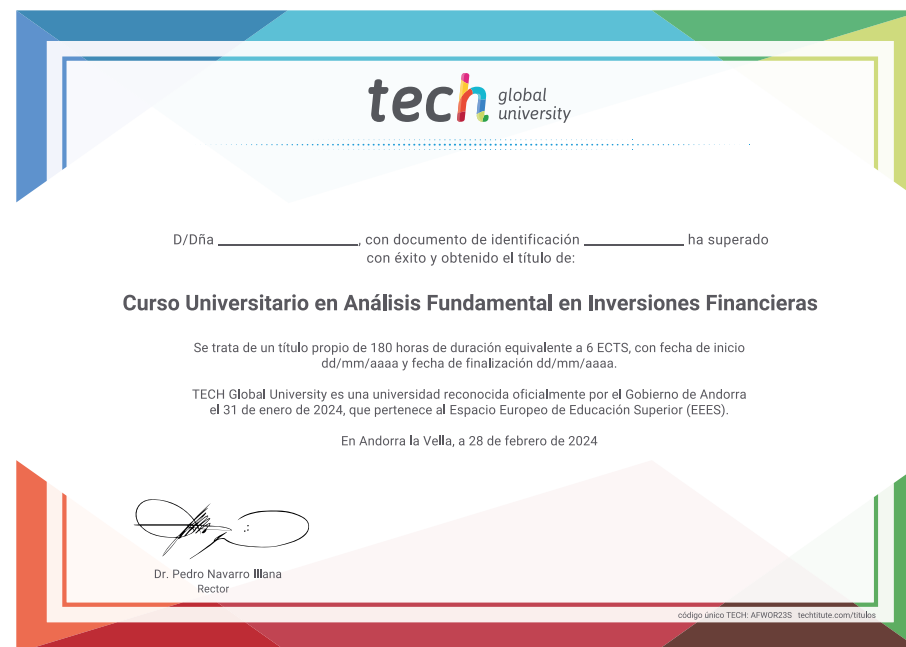 tech global university
D/Dña ____________________, con documento de identificación ______________ ha superado
con éxito y obtenido el título de:
Curso Universitario en Análisis Fundamental en Inversiones Financieras
Se trata de un título propio de 180 horas de duración equivalente a 6 ECTS, con fecha de inicio
dd/mm/aaaa y fecha de finalización dd/mm/aaaa.
TECH Global University es una universidad reconocida oficialmente por el Gobierno de Andorra
el 31 de enero de 2024, que pertenece al Espacio Europeo de Educación Superior (EEES).
En Andorra la Vella, a 28 de febrero de 2024
Dr. Pedro Navarro Illana
Rector
código único TECH: AFWOR23S techtitute.com/titulos